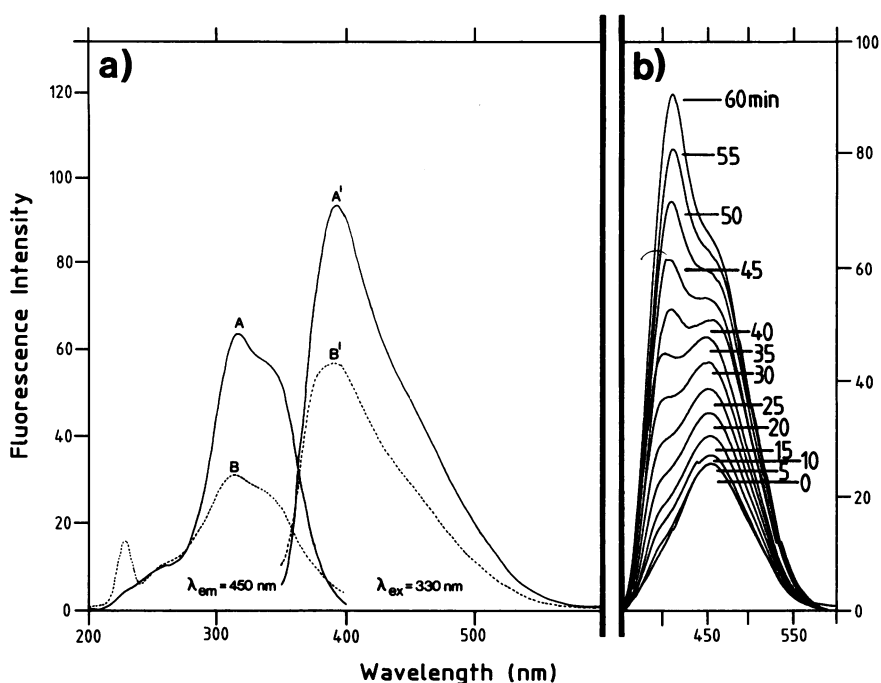 a)
b)
Fluorescence Intensity
120
100
80
60
40
20
0
A
A'
B
B'
λem = 450 nm
λex = 330 nm
200
300
400
500
60 min
55
50
45
40
35
30
25
20
15
10
5
0
100
80
60
40
20
0
450
550
Wavelength (nm)